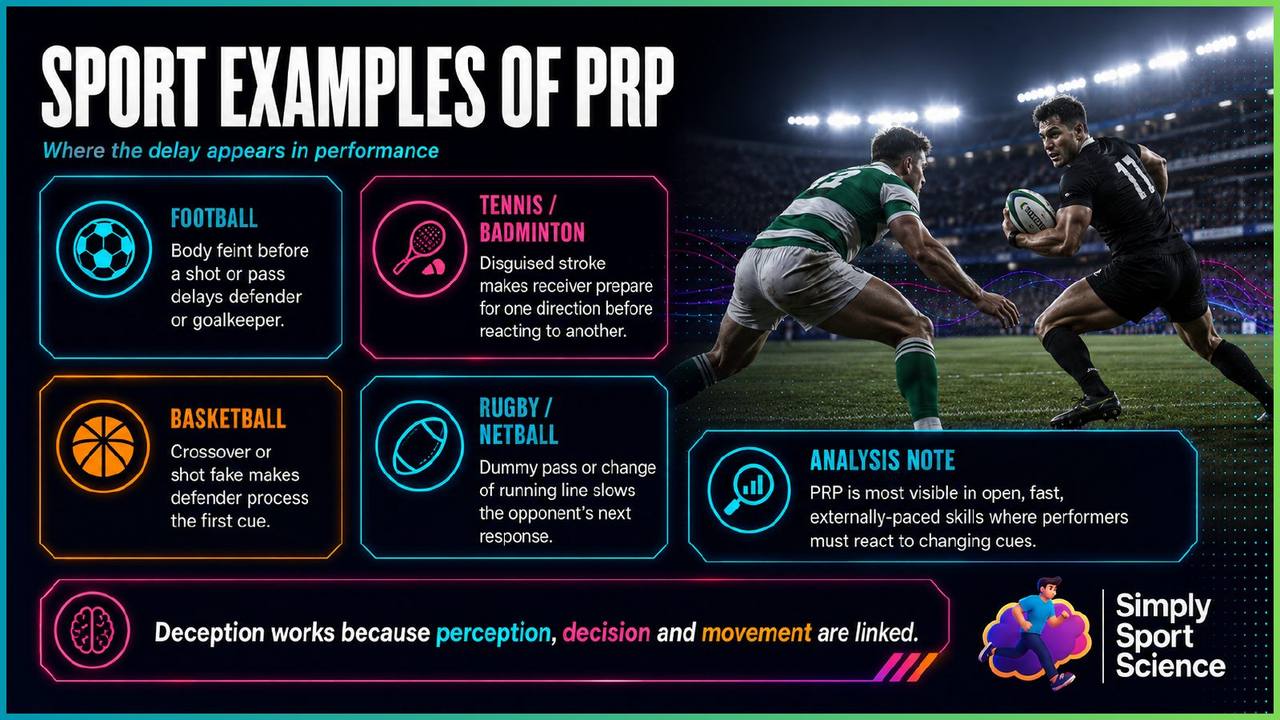 SPORT EXAMPLES OF PRP
Where the delay appears in performance
FOOTBALL
Body feint before
a shot or pass
delays defender
or goalkeeper.
TENNIS /
BADMINTON
Disguised stroke
makes receiver prepare
for one direction before
reacting to another.
BASKETBALL
Crossover or
shot fake makes
defender process
the first cue.
RUGBY /
NETBALL
Dummy pass or change
of running line slows
the opponent's next
response.
12
11
ANALYSIS NOTE
PRP is most visible in open, fast,
externally-paced skills where performers
must react to changing cues.
Deception works because perception, decision and movement are linked.
Simply
Sport
Science